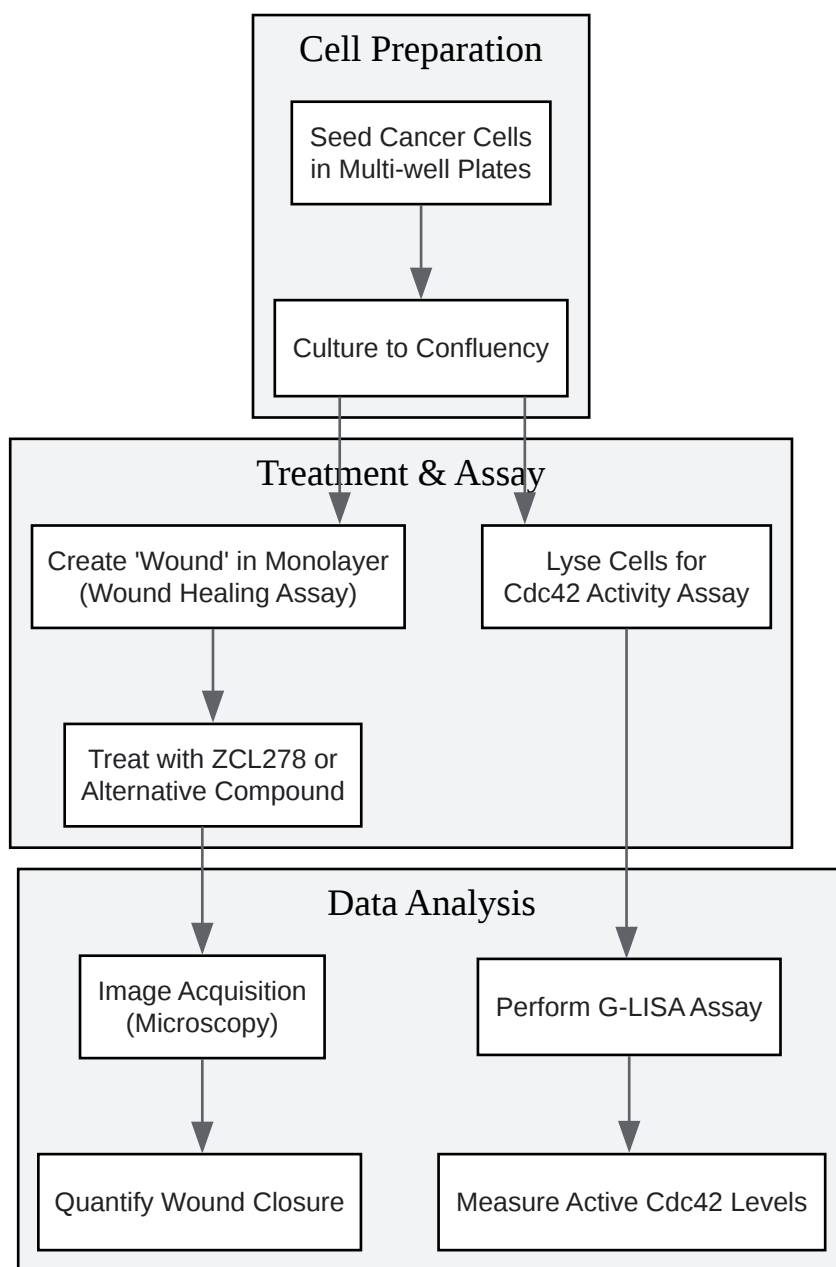 Cell Preparation
Seed Cancer Cells
in Multi-well Plates
Culture to Confluency
Treatment & Assay
Create 'Wound' in Monolayer
(Wound Healing Assay)
Lyse Cells for
Cdc42 Activity Assay
Treat with ZCL278 or
Alternative Compound
Data Analysis
Image Acquisition
(Microscopy)
Perform G-LISA Assay
Quantify Wound Closure
Measure Active Cdc42 Levels